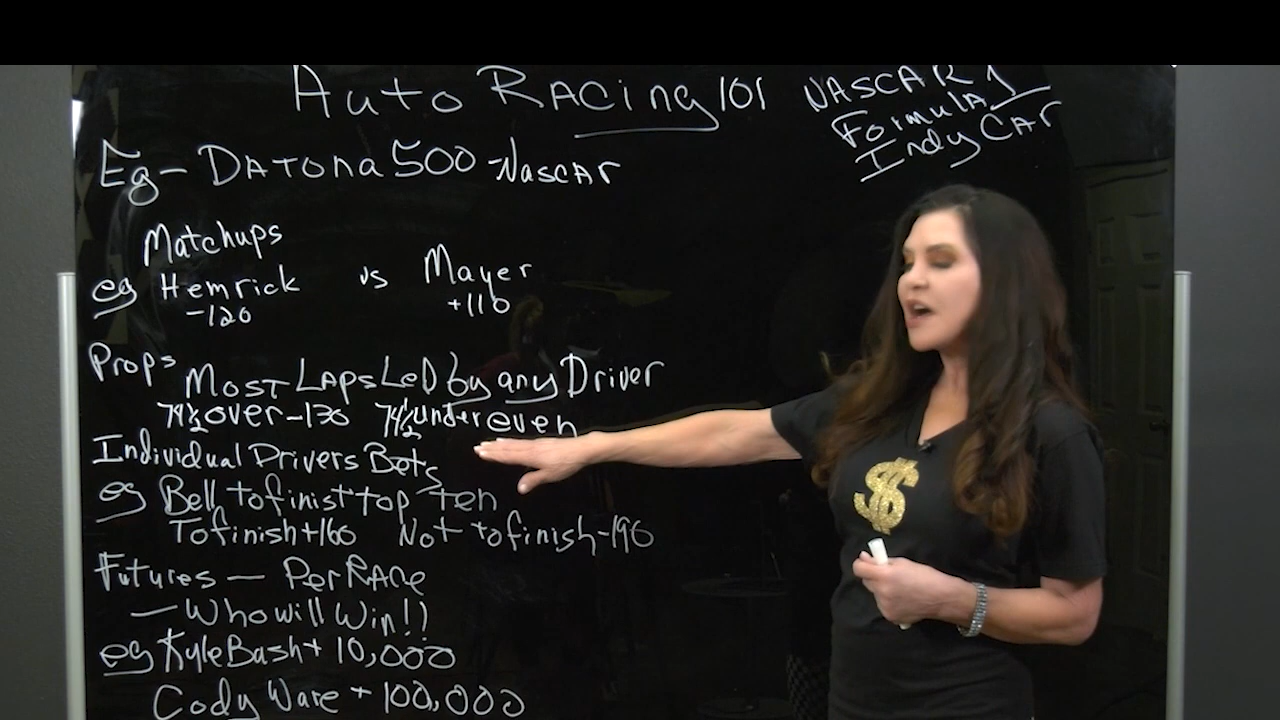 Auto Racing 101
NASCAR
Formula 1
Indy Car
Eg - Datona 500 - Nascar
Matchups
eg Hemrick vs Mayer
-120 +110
Props
Most Laps Led by any Driver
74½ over -130 74½ under even
Individual Drivers Bets
eg Bell to finist top ten
To finish +160 Not to finish -190
Futures - Per RACe
- Who will Win!!
eg Kyle Bash + 10,000
Cody Ware + 100,000
$